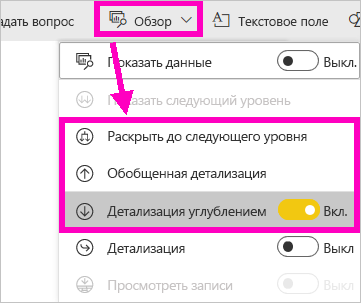 адать вопрос Обзор Текстовое поле
Показать данные Выкл.
Показать следующий уровень
Раскрыть до следующего уровня
Обобщенная детализация
Детализация углублением Вкл.
Детализация Выкл
Просмотреть записи Выкл